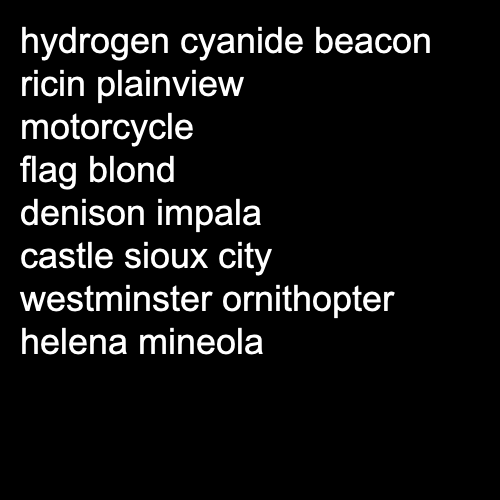 hydrogen cyanide beacon
ricin plainview
motorcycle
flag blond
denison impala
castle sioux city
westminster ornithopter
helena mineola